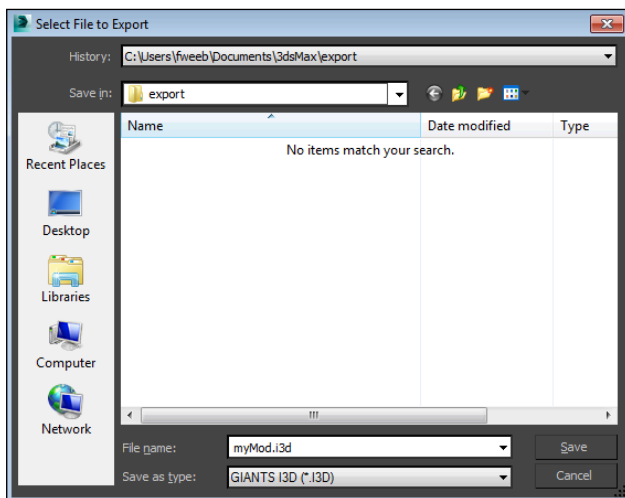 Select File to Export
History: C:\Users\fweeb\Documents\3dsMax\export
Save in: export
Name Date modified Type
No items match your search.
Recent Places
Desktop
Libraries
Computer
Network
File name: myMod.i3d Save
Save as type: GIANTS I3D (*.I3D) Cancel